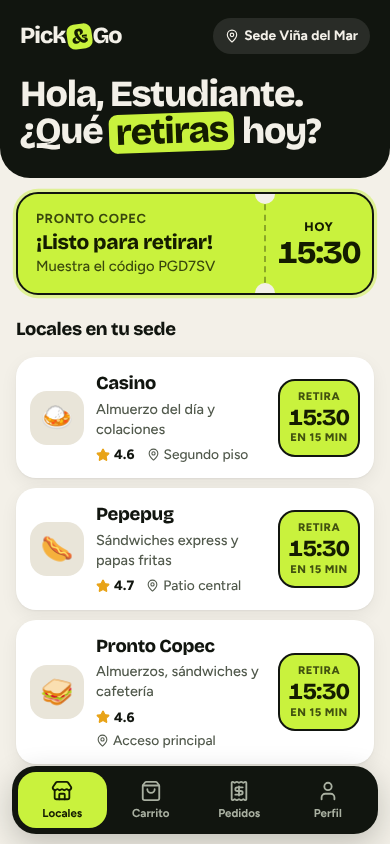 Pick&Go
Sede Viña del Mar
Hola, Estudiante.
¿Qué retiras hoy?
PRONTO COPEC
¡Listo para retirar!
Muestra el código PGD7SV
HOY
15:30
Locales en tu sede
Casino
Almuerzo del día y
colaciones
4.6 Segundo piso
RETIRA
15:30
EN 15 MIN
Pepepug
Sándwiches express y
papas fritas
4.7 Patio central
RETIRA
15:30
EN 15 MIN
Pronto Copec
Almuerzos, sándwiches y
cafetería
4.6
Acceso principal
RETIRA
15:30
EN 15 MIN
Locales
Carrito
Pedidos
Perfil